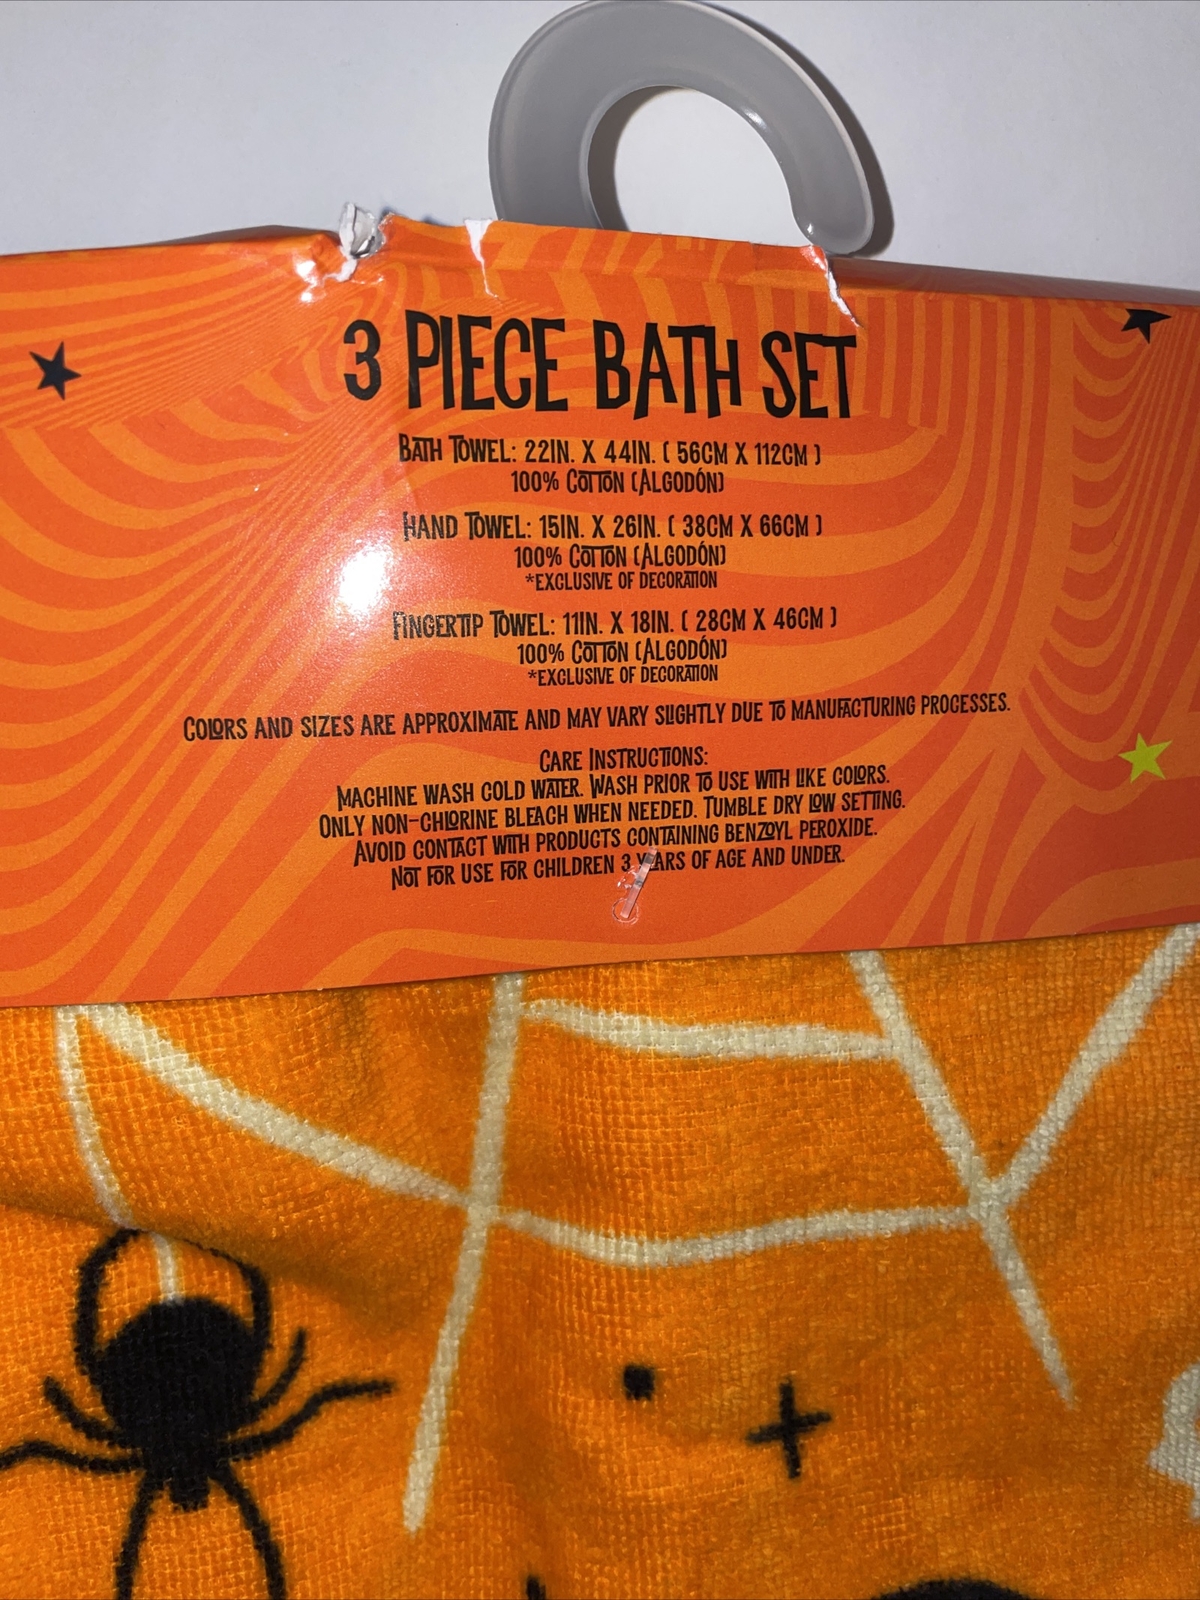 3 PIECE BATH SET
BATH TOWEL: 22IN. X 44IN. ( 56CM X 112CM )
100% COTTON (ALGODÓN)
HAND TOWEL: 15IN. X 26IN. ( 38CM X 66CM )
100% COTTON (ALGODÓN)
*EXCLUSIVE OF DECORATION
FINGERTIP TOWEL: 11IN. X 18IN. ( 28CM X 46CM )
100% COTTON (ALGODÓN)
*EXCLUSIVE OF DECORATION
COLORS AND SIZES ARE APPROXIMATE AND MAY VARY SLIGHTLY DUE TO MANUFACTURING PROCESSES.
CARE INSTRUCTIONS:
MACHINE WASH COLD WATER. WASH PRIOR TO USE WITH LIKE COLORS.
ONLY NON-CHLORINE BLEACH WHEN NEEDED. TUMBLE DRY LOW SETTING.
AVOID CONTACT WITH PRODUCTS CONTAINING BENZOYL PEROXIDE.
NOT FOR USE FOR CHILDREN 3 YEARS OF AGE AND UNDER.